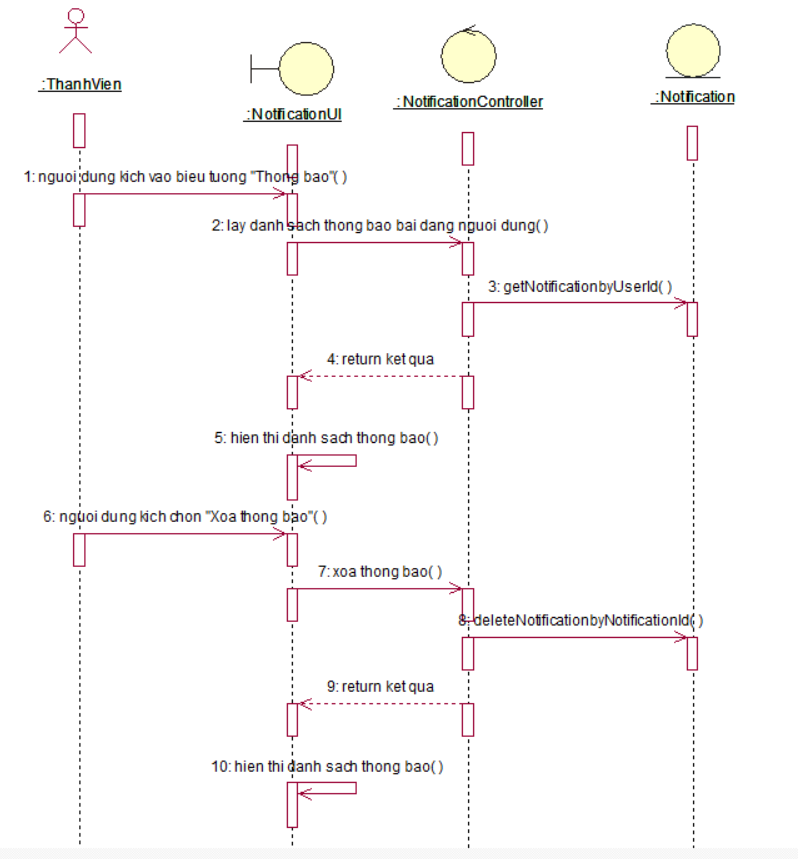 :ThanhVien
:NotificationUI
:NotificationController
:Notification
1: nguoi dung kich vao bieu tuong "Thong bao"( )
2: lay danh sach thong bao bai dang nguoi dung( )
3: getNotificationbyUserId( )
4: return ket qua
5: hien thi danh sach thong bao( )
6: nguoi dung kich chon "Xoa thong bao"( )
7: xoa thong bao( )
8: deleteNotificationbyNotificationId( )
9: return ket qua
10: hien thi danh sach thong bao( )